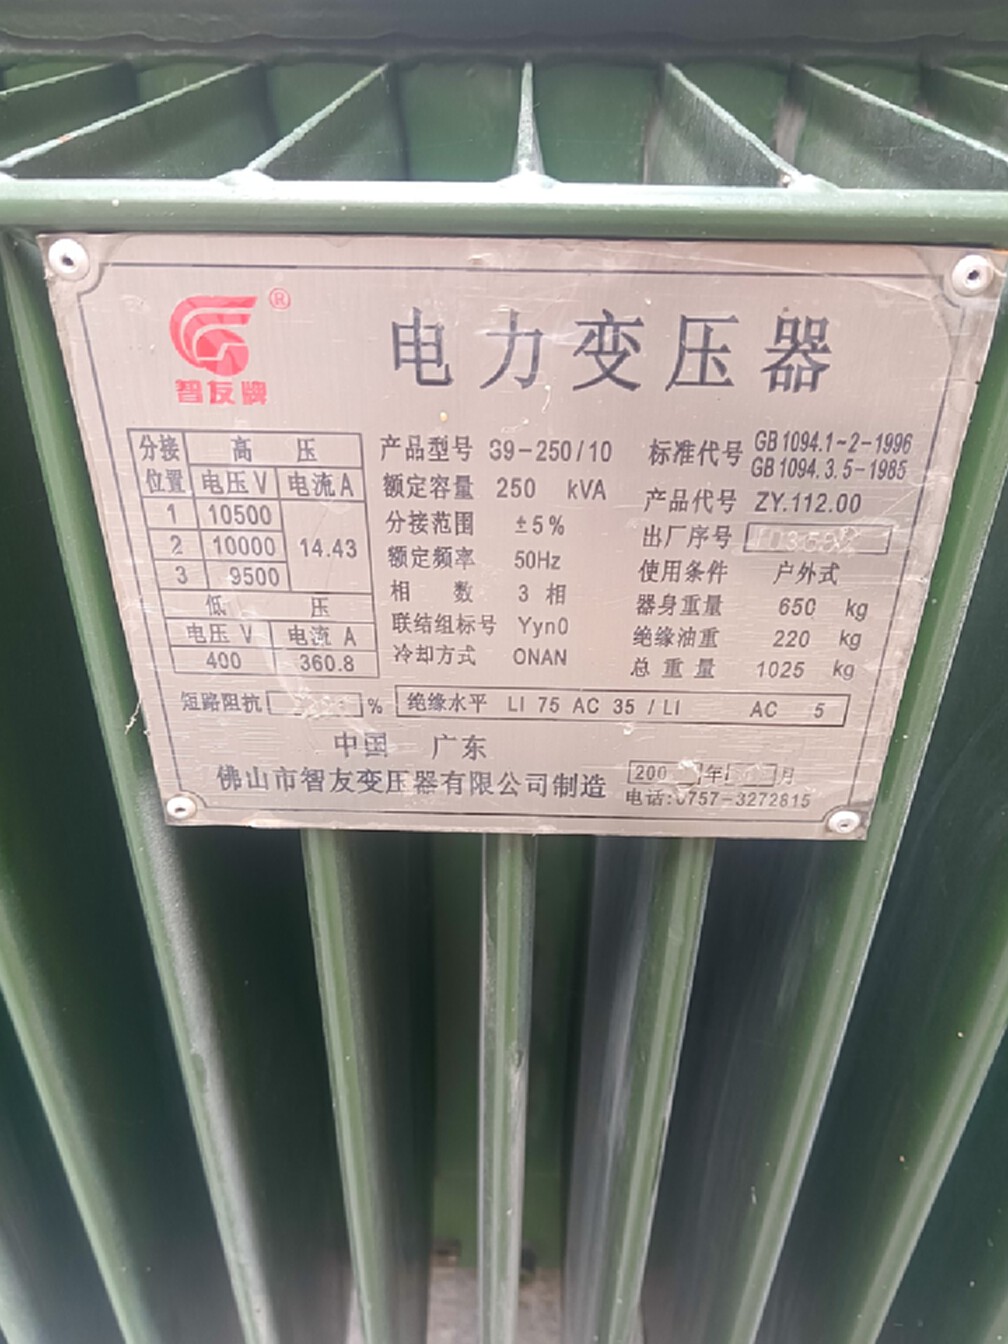 ®
智友牌
电力变压器
分接 高 压
位置 电压V 电流A
1 10500
2 10000 14.43
3 9500
低 压
电压V 电流A
400 360.8
产品型号 S9-250/10
额定容量 250 kVA
分接范围 ±5%
额定频率 50Hz
相 数 3 相
联结组标号 Yyn0
冷却方式 ONAN
标准代号 GB1094.1~2-1996
GB1094.3.5-1985
产品代号 ZY.112.00
出厂序号
使用条件 户外式
器身重量 650 kg
绝缘油重 220 kg
总重量 1025 kg
短路阻抗 %
绝缘水平 LI 75 AC 35 / LI AC 5
中国 广东
佛山市智友变压器有限公司制造
200 年 月
电话:0757-3272815